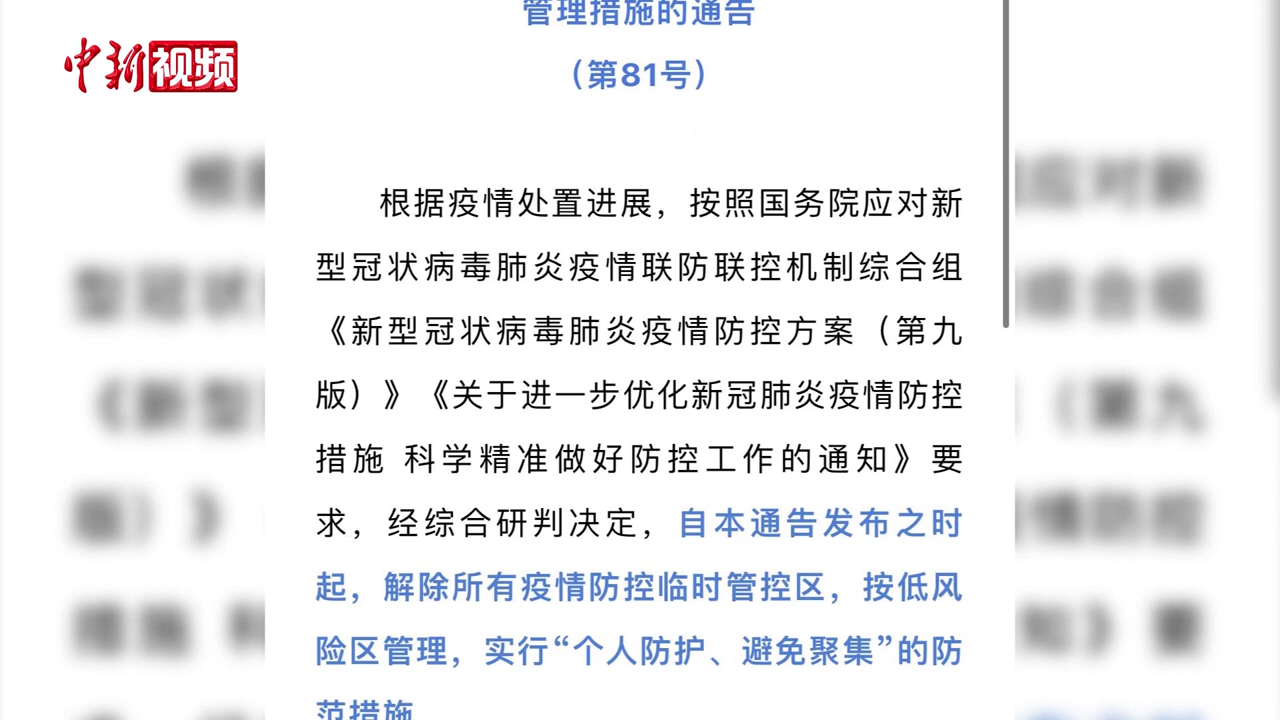 中新视频
管理措施的通告
（第81号）
根据疫情处置进展，按照国务院应对新
型冠状病毒肺炎疫情联防联控机制综合组
《新型冠状病毒肺炎疫情防控方案（第九
版）》《关于进一步优化新冠肺炎疫情防控
措施 科学精准做好防控工作的通知》要
求，经综合研判决定，自本通告发布之时
起，解除所有疫情防控临时管控区，按低风
险区管理，实行“个人防护、避免聚集”的防
范措施